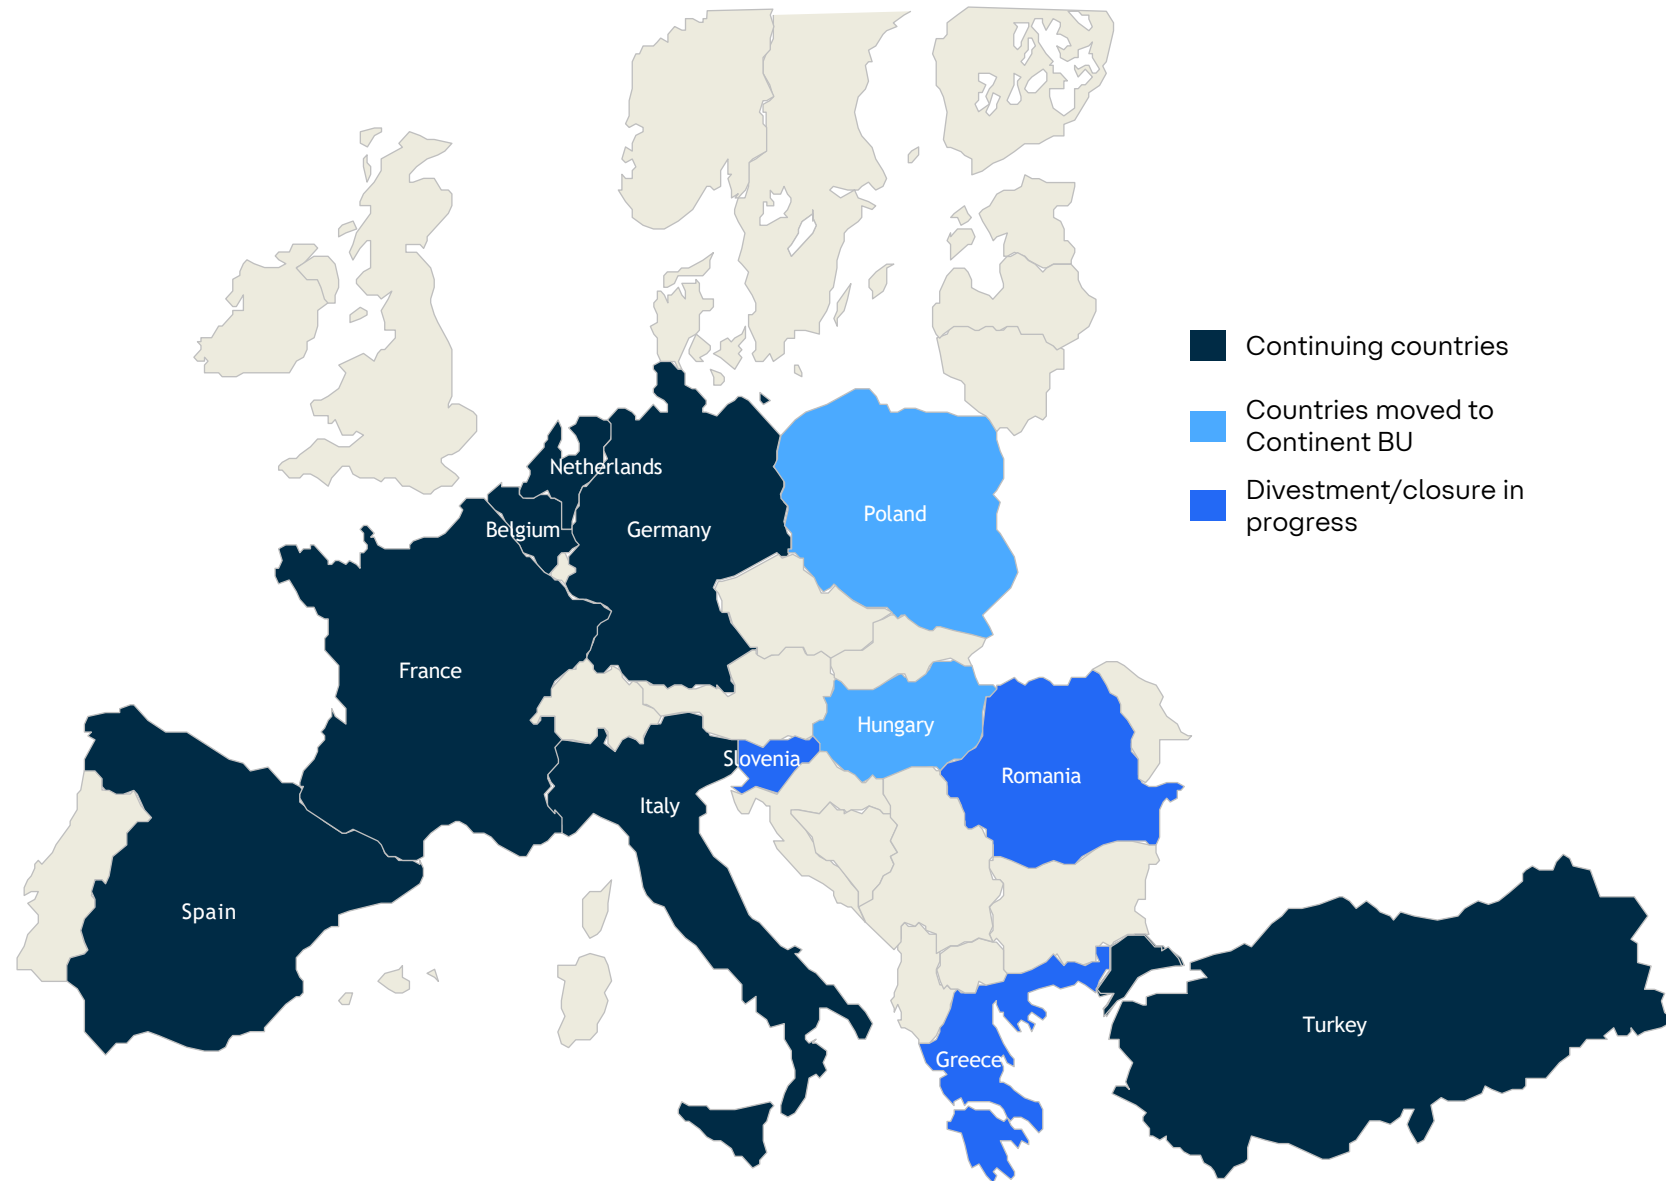 Continuing countries
Countries moved to
Continent BU
Divestment/closure in
progress
Netherlands
Belgium
Germany
Poland
France
Hungary
Slovenia
Romania
Italy
Spain
Turkey
Greece